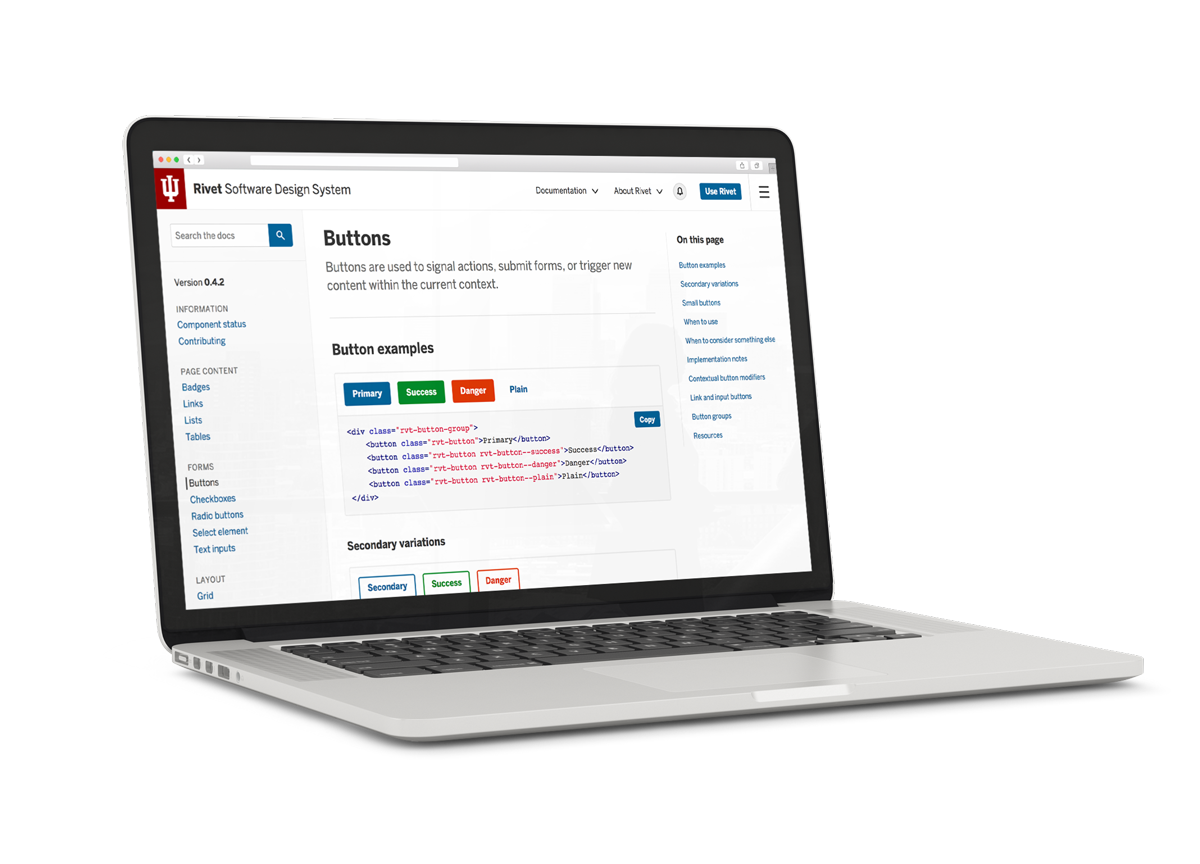 Rivet Software Design System
Documentation
About Rivet
Use Rivet
Search the docs
Version 0.4.2
INFORMATION
Component status
Contributing
PAGE CONTENT
Badges
Links
Lists
Tables
FORMS
Buttons
Checkboxes
Radio buttons
Select element
Text inputs
LAYOUT
Grid
Buttons
Buttons are used to signal actions, submit forms, or trigger new
content within the current context.
Button examples
Primary Success Danger Plain
Copy
<div class="rvt-button-group">
<button class="rvt-button">Primary</button>
<button class="rvt-button rvt-button--success">Success</button>
<button class="rvt-button rvt-button--danger">Danger</button>
<button class="rvt-button rvt-button--plain">Plain</button>
</div>
Secondary variations
Secondary Success Danger
On this page
Button examples
Secondary variations
Small buttons
When to use
When to consider something else
Implementation notes
Contextual button modifiers
Link and input buttons
Button groups
Resources